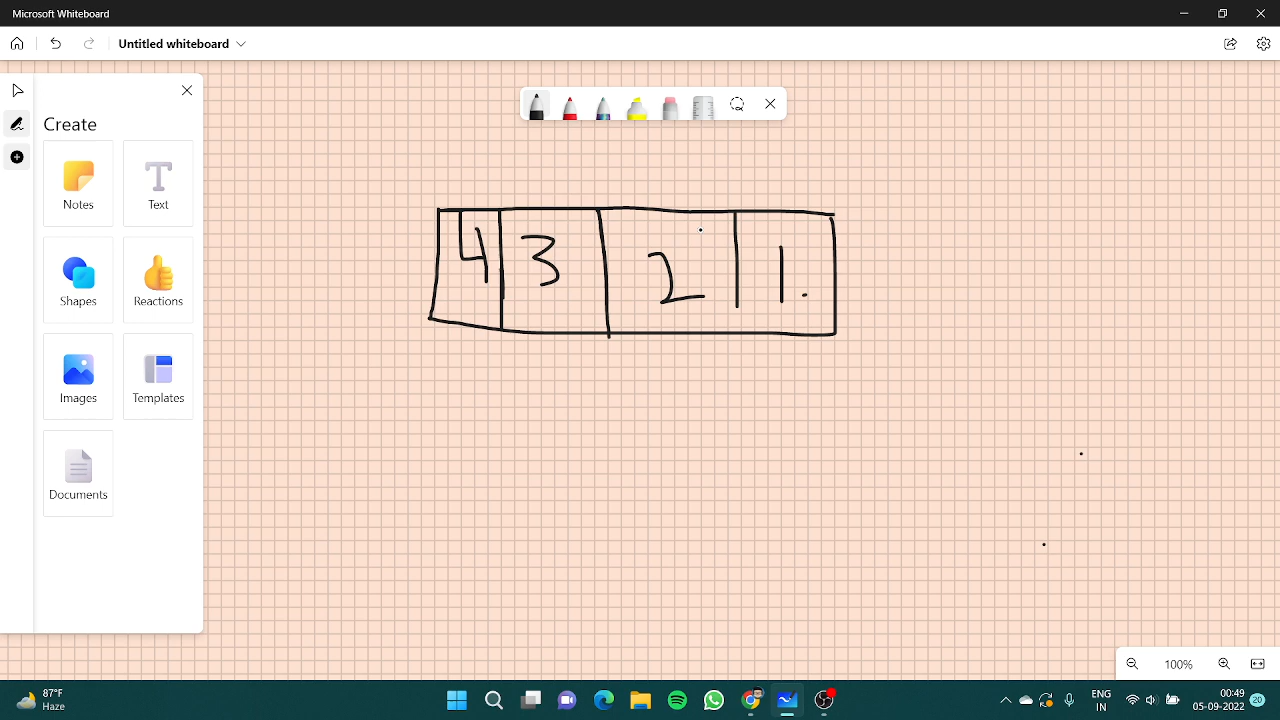 Microsoft Whiteboard
Untitled whiteboard
Create
Notes
Text
Shapes
Reactions
Images
Templates
Documents
4 3 2 1.
100%
87°F
Haze
ENG
IN
00:49
05-09-2022
20